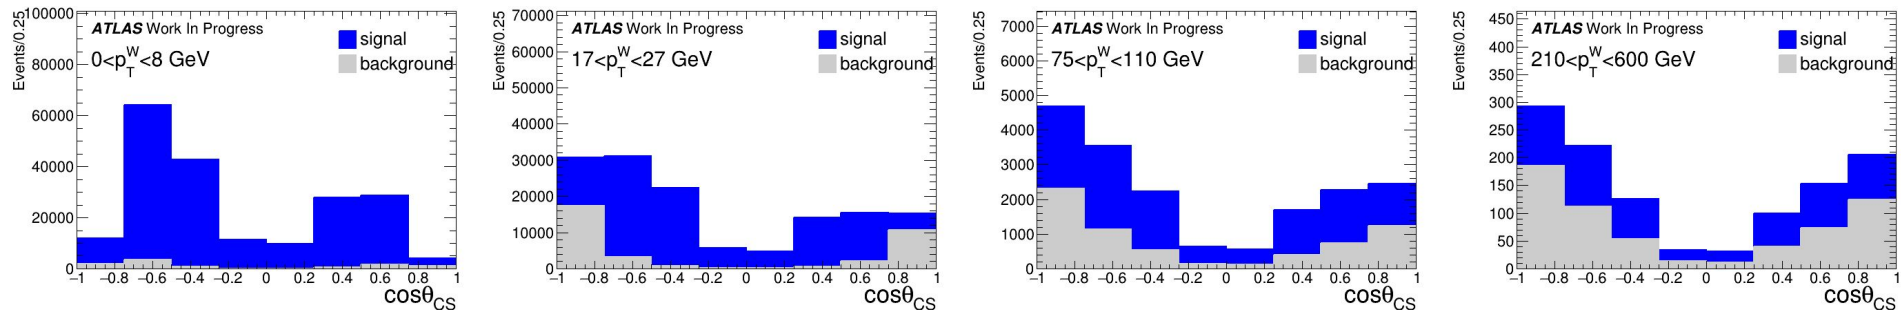 Events/0.25
100000
80000
60000
40000
20000
0
ATLAS Work In Progress
0<p_T^W<8 GeV
signal
background
−1 −0.8 −0.6 −0.4 −0.2 0 0.2 0.4 0.6 0.8 1
cosθ_CS
Events/0.25
70000
60000
50000
40000
30000
20000
10000
0
ATLAS Work In Progress
17<p_T^W<27 GeV
signal
background
−1 −0.8 −0.6 −0.4 −0.2 0 0.2 0.4 0.6 0.8 1
cosθ_CS
Events/0.25
7000
6000
5000
4000
3000
2000
1000
0
ATLAS Work In Progress
75<p_T^W<110 GeV
signal
background
−1 −0.8 −0.6 −0.4 −0.2 0 0.2 0.4 0.6 0.8 1
cosθ_CS
Events/0.25
450
400
350
300
250
200
150
100
50
0
ATLAS Work In Progress
210<p_T^W<600 GeV
signal
background
−1 −0.8 −0.6 −0.4 −0.2 0 0.2 0.4 0.6 0.8 1
cosθ_CS